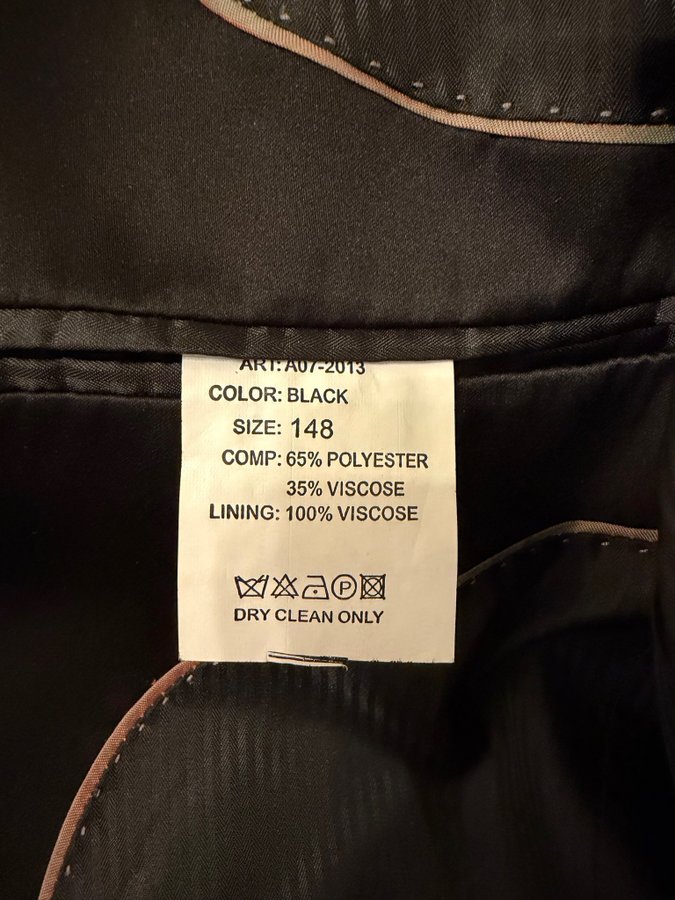 ART: A07-2013
COLOR: BLACK
SIZE: 148
COMP: 65% POLYESTER
35% VISCOSE
LINING: 100% VISCOSE
P
DRY CLEAN ONLY